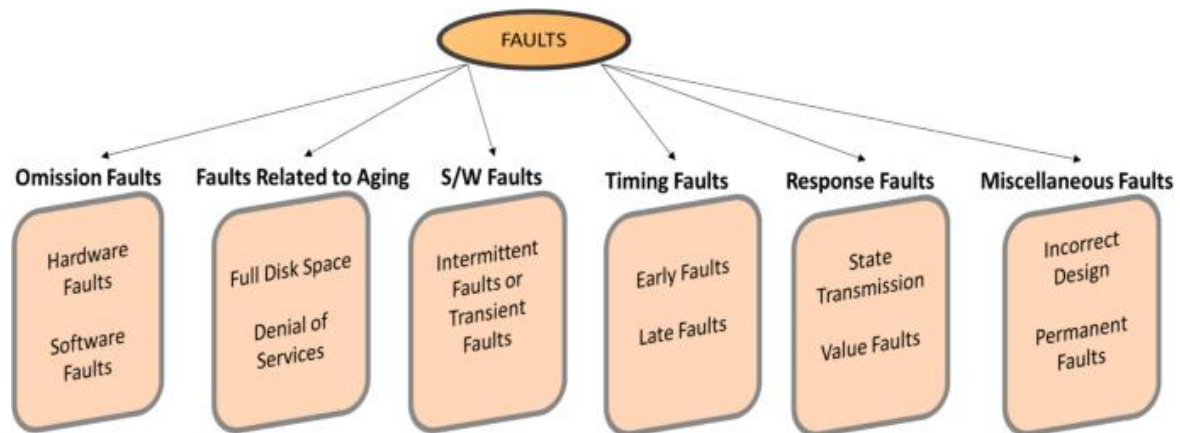 FAULTS
Omission Faults
Hardware
Faults
Software
Faults
Faults Related to Aging
Full Disk Space
Denial of
Services
S/W Faults
Intermittent
Faults or
Transient
Faults
Timing Faults
Early Faults
Late Faults
Response Faults
State
Transmission
Value Faults
Miscellaneous Faults
Incorrect
Design
Permanent
Faults